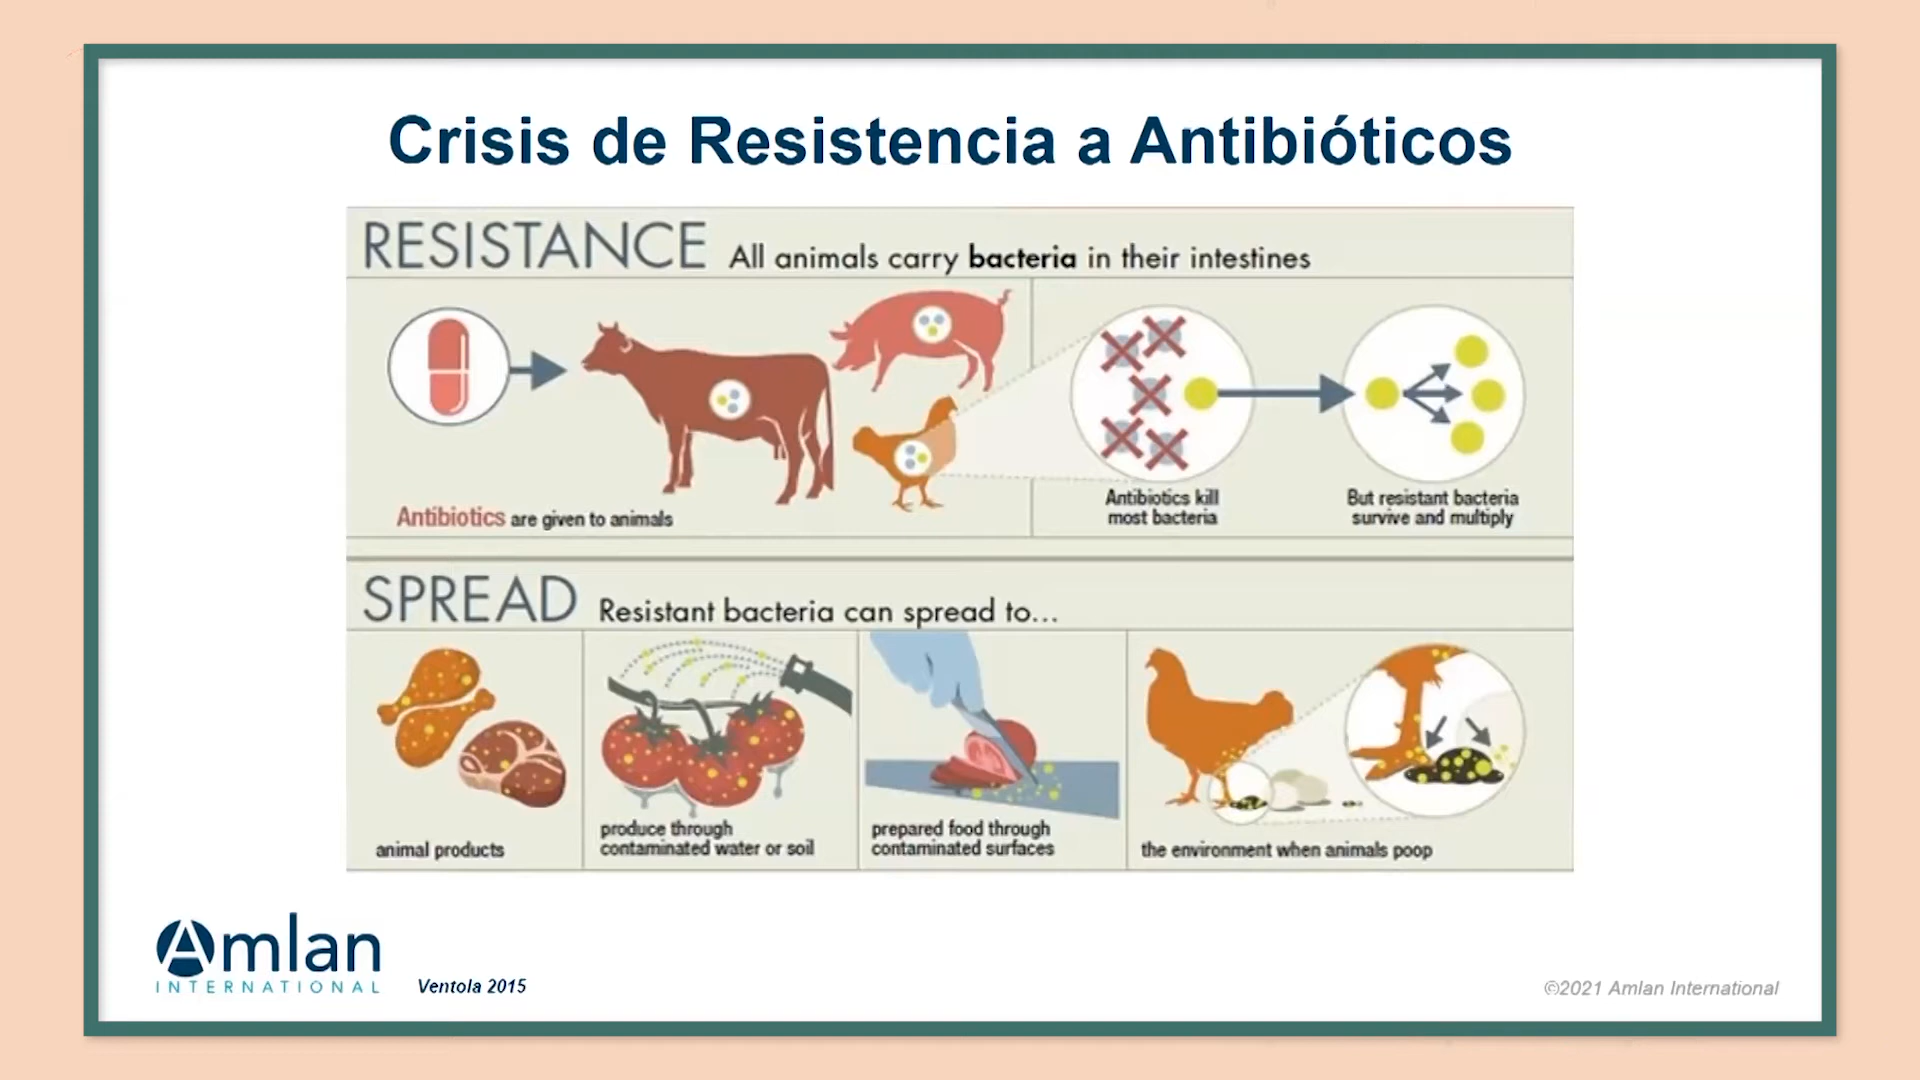 Crisis de Resistencia a Antibióticos
RESISTANCE All animals carry bacteria in their intestines
Antibiotics are given to animals
Antibiotics kill
most bacteria
But resistant bacteria
survive and multiply
SPREAD Resistant bacteria can spread to...
animal products
produce through
contaminated water or soil
prepared food through
contaminated surfaces
the environment when animals poop
Amlan
INTERNATIONAL
Ventola 2015
©2021 Amlan International